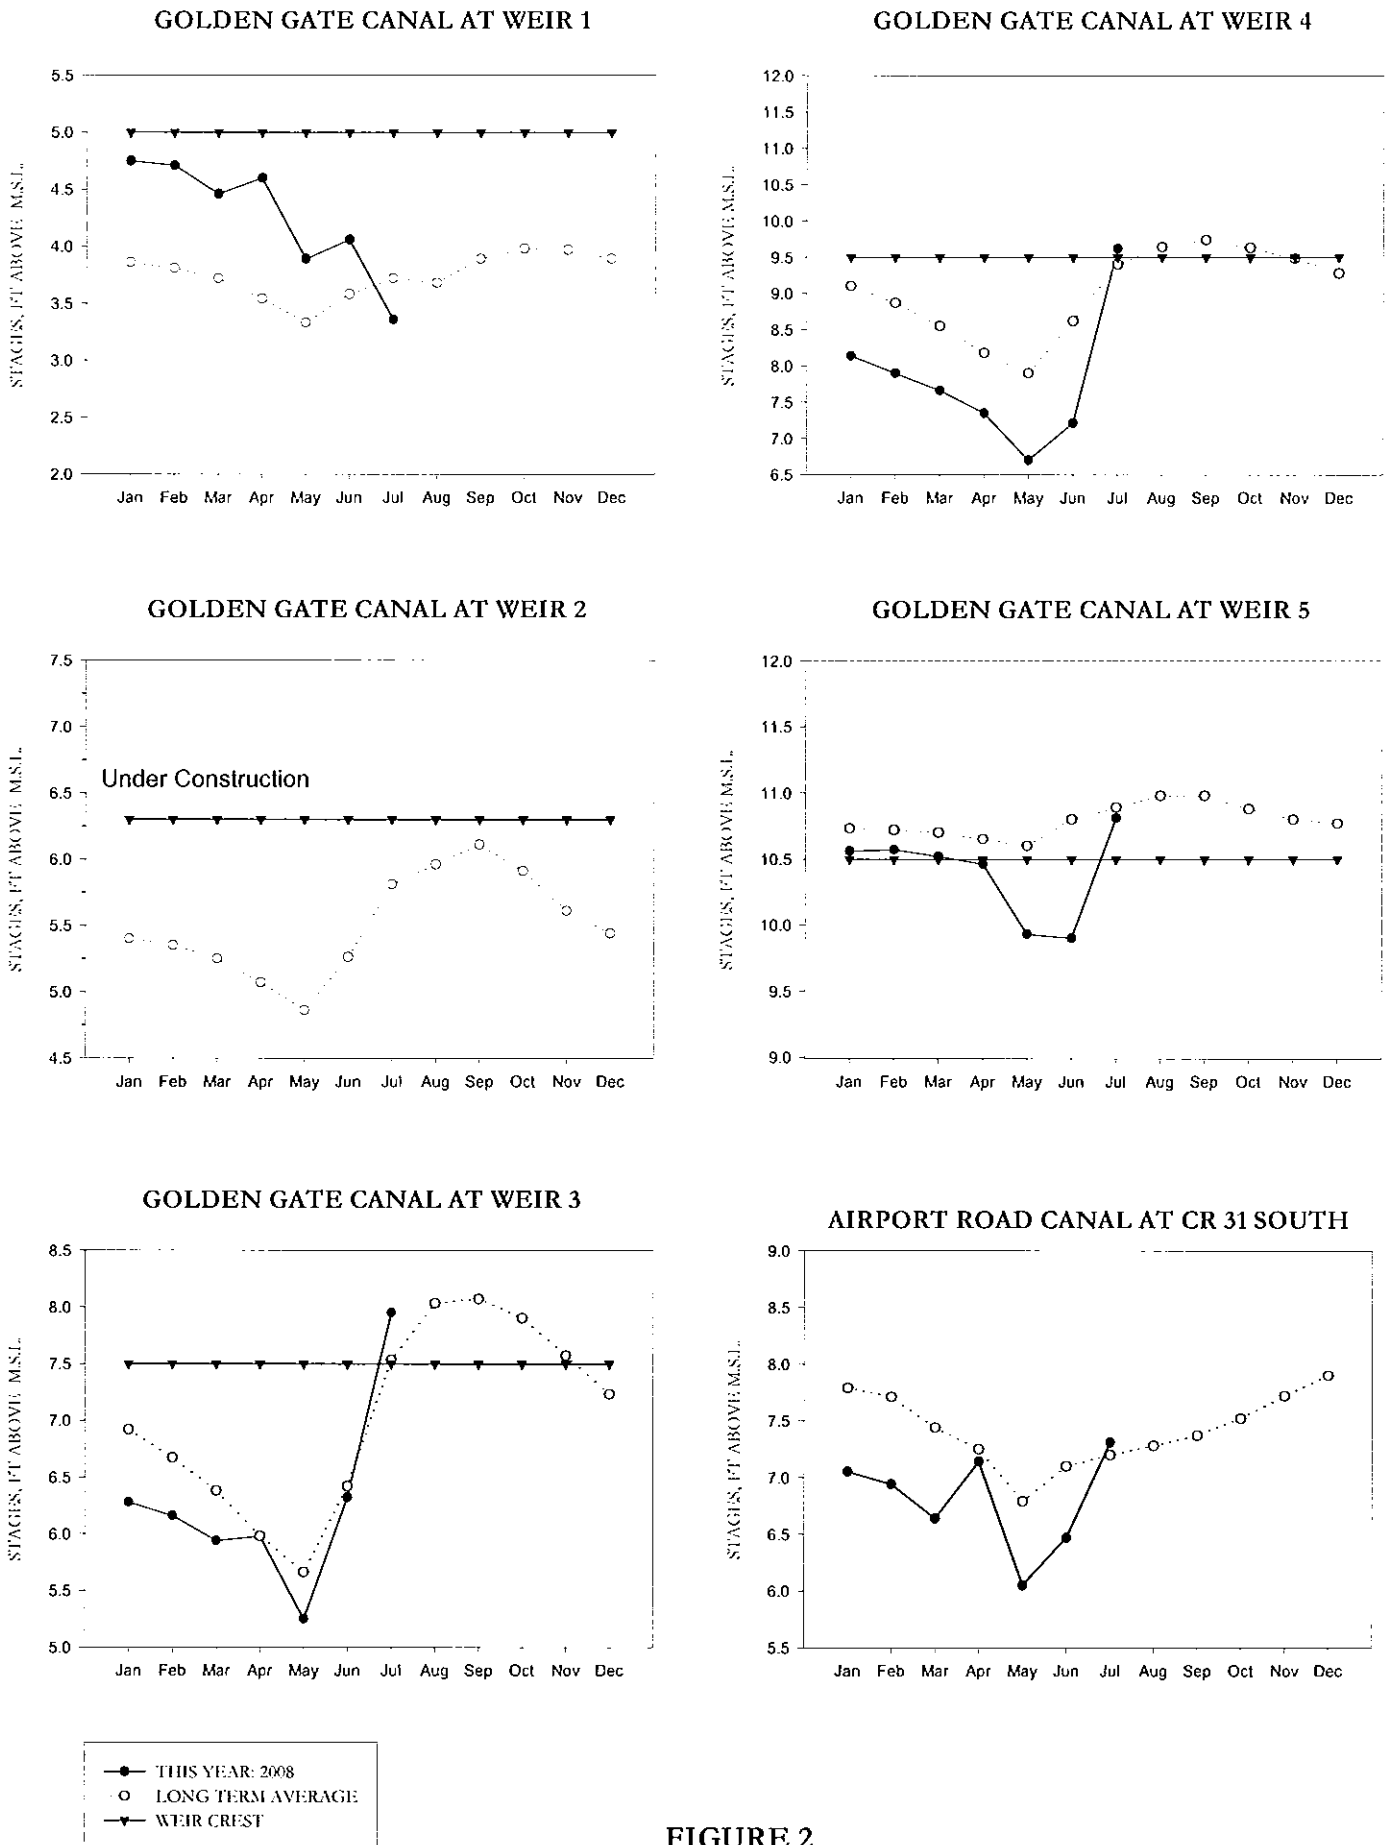 GOLDEN GATE CANAL AT WEIR 1
STAGES, FT ABOVE M.S.L.
5.5
5.0
4.5
4.0
3.5
3.0
2.5
2.0
Jan Feb Mar Apr May Jun Jul Aug Sep Oct Nov Dec
GOLDEN GATE CANAL AT WEIR 4
STAGES, FT ABOVE M.S.L.
12.0
11.5
11.0
10.5
10.0
9.5
9.0
8.5
8.0
7.5
7.0
6.5
Jan Feb Mar Apr May Jun Jul Aug Sep Oct Nov Dec
GOLDEN GATE CANAL AT WEIR 2
STAGES, FT ABOVE M.S.L.
7.5
7.0
6.5
6.0
5.5
5.0
4.5
Under Construction
Jan Feb Mar Apr May Jun Jul Aug Sep Oct Nov Dec
GOLDEN GATE CANAL AT WEIR 5
STAGES, FT ABOVE M.S.L.
12.0
11.5
11.0
10.5
10.0
9.5
9.0
Jan Feb Mar Apr May Jun Jul Aug Sep Oct Nov Dec
GOLDEN GATE CANAL AT WEIR 3
STAGES, FT ABOVE M.S.L.
8.5
8.0
7.5
7.0
6.5
6.0
5.5
5.0
Jan Feb Mar Apr May Jun Jul Aug Sep Oct Nov Dec
AIRPORT ROAD CANAL AT CR 31 SOUTH
STAGES, FT ABOVE M.S.L.
9.0
8.5
8.0
7.5
7.0
6.5
6.0
5.5
Jan Feb Mar Apr May Jun Jul Aug Sep Oct Nov Dec
THIS YEAR: 2008
LONG TERM AVERAGE
WEIR CREST
FIGURE 2